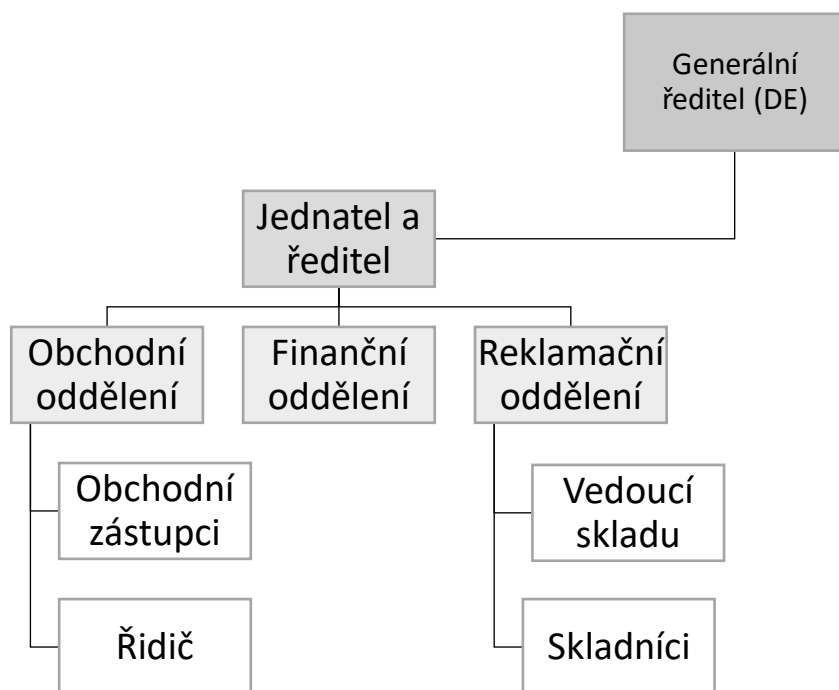 Generální
ředitel (DE)
Jednatel a
ředitel
Obchodní
oddělení
Finanční
oddělení
Reklamační
oddělení
Obchodní
zástupci
Vedoucí
skladu
Řidič
Skladníci